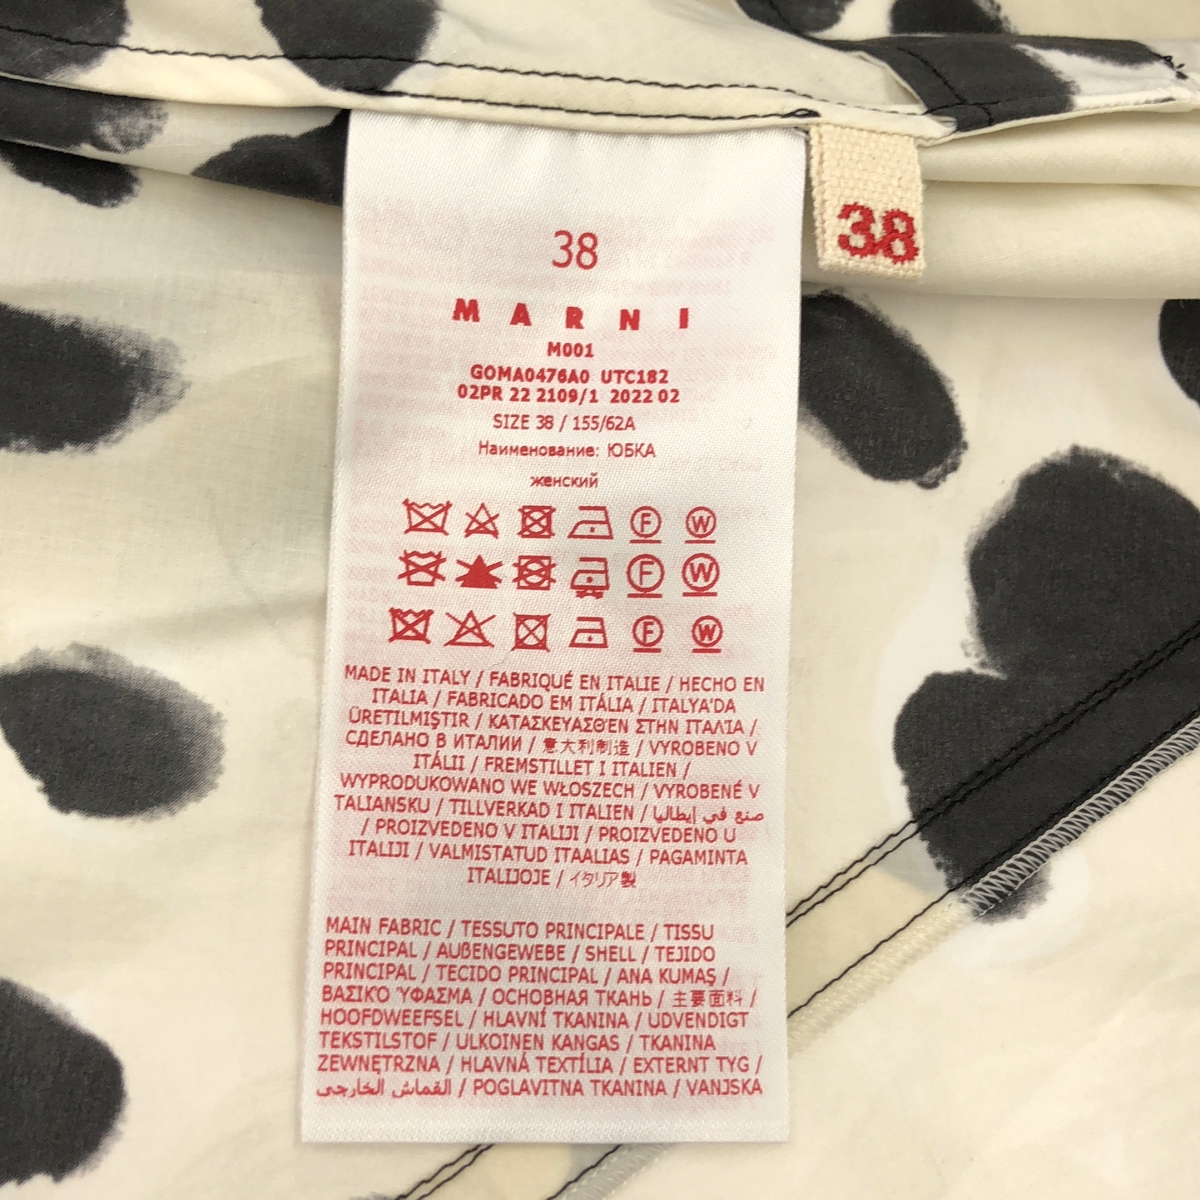 38
38
MARNI
M001
GOMA0476A0 UTC182
02PR 22 2109/1 2022 02
SIZE 38 / 155/62A
Наименование: ЮБКА
женский
F W
F W
F W
MADE IN ITALY / FABRIQUÉ EN ITALIE / HECHO EN
ITALIA / FABRICADO EM ITÁLIA / ITALYA'DA
ÜRETILMIŞTIR / ΚΑΤΑΣΚΕΥΑΣΘ'ΕΝ ΣΤΗΝ ΙΤΑΛΊΑ /
СДЕЛАНО В ИТАЛИИ / 意大利制造 / VYROBENO V
ITÁLII / FREMSTILLET I ITALIEN /
WYPRODUKOWANO WE WŁOSZECH / VYROBENÉ V
TALIANSKU / TILLVERKAD I ITALIEN / صنع في إيطاليا
/ PROIZVEDENO V ITALIJI / PROIZVEDENO U
ITALIJI / VALMISTATUD ITAALIAS / PAGAMINTA
ITALIJOJE / イタリア製
MAIN FABRIC / TESSUTO PRINCIPALE / TISSU
PRINCIPAL / AUßENGEWEBE / SHELL / TEJIDO
PRINCIPAL / TECIDO PRINCIPAL / ANA KUMAŞ /
ΒΑΣΙΚΌ ΎΦΑΣΜΑ / ОСНОВНАЯ ТКАНЬ / 主要面料 /
HOOFDWEEFSEL / HLAVNÍ TKANINA / UDVENDIGT
TEKSTILSTOF / ULKOINEN KANGAS / TKANINA
ZEWNĘTRZNA / HLAVNÁ TEXTÍLIA / EXTERNT TYG /
القماش الخارجى / POGLAVITNA TKANINA / VANJSKA